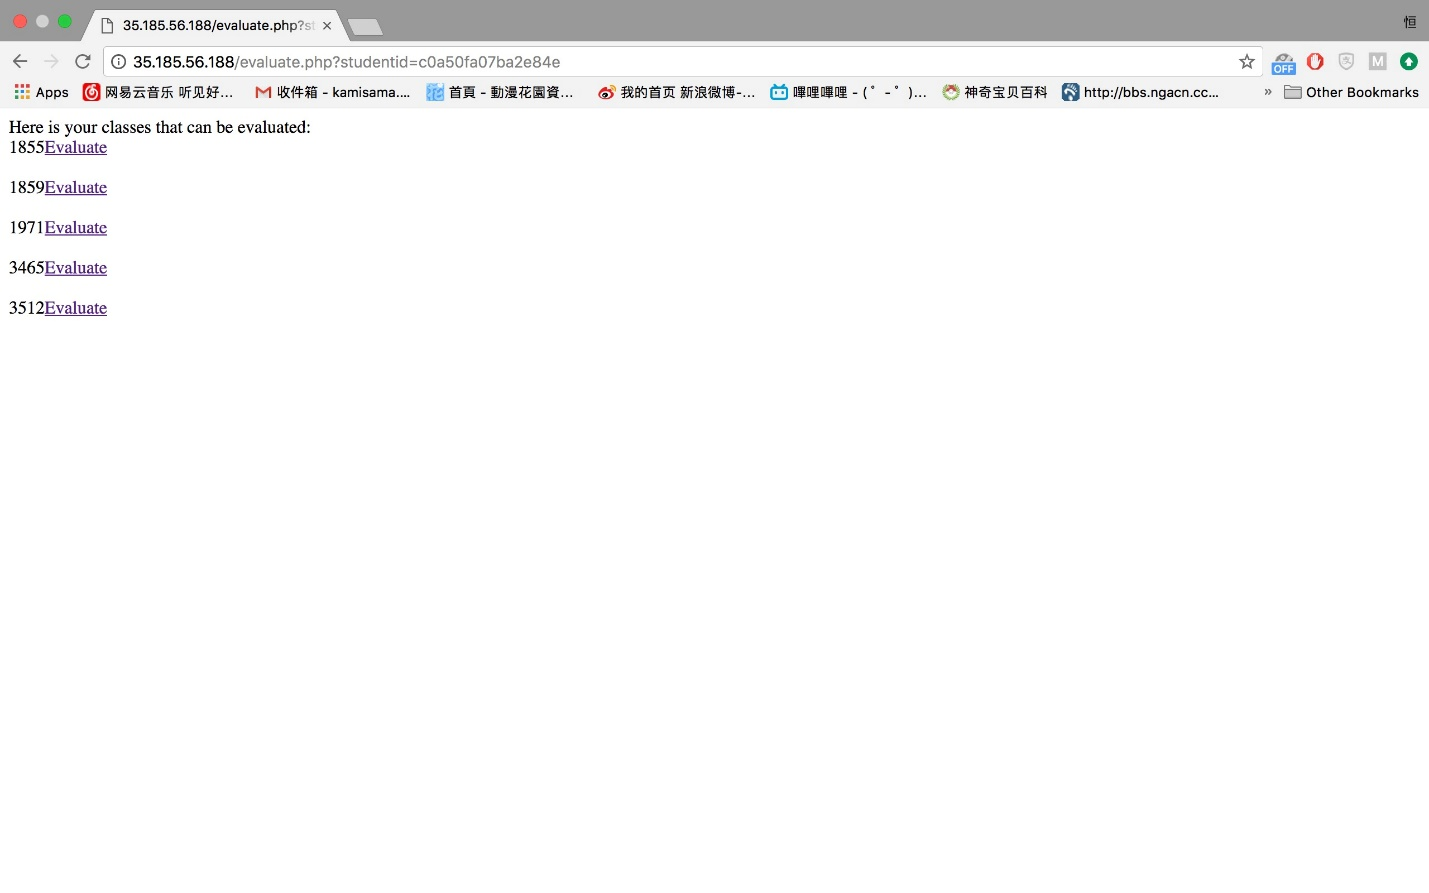 35.185.56.188/evaluate.php?st
恒
35.185.56.188/evaluate.php?studentid=c0a50fa07ba2e84e
OFF
M
Apps
网易云音乐 听见好...
收件箱 - kamisama....
首頁 - 動漫花園資...
我的首页 新浪微博-...
嗶哩嗶哩 - ( ゜- ゜)...
神奇宝贝百科
http://bbs.ngacn.cc...
»
Other Bookmarks
Here is your classes that can be evaluated:
1855Evaluate
1859Evaluate
1971Evaluate
3465Evaluate
3512Evaluate